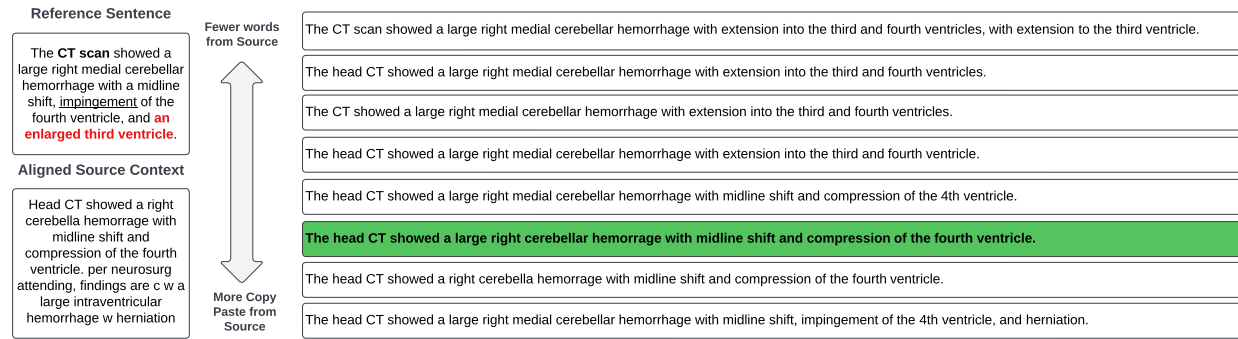 Reference Sentence
The CT scan showed a
large right medial cerebellar
hemorrhage with a midline
shift, impingement of the
fourth ventricle, and an
enlarged third ventricle.
Aligned Source Context
Head CT showed a right
cerebella hemorrage with
midline shift and
compression of the fourth
ventricle. per neurosurg
attending, findings are c w a
large intraventricular
hemorrhage w herniation
Fewer words
from Source
More Copy
Paste from
Source
The CT scan showed a large right medial cerebellar hemorrhage with extension into the third and fourth ventricles, with extension to the third ventricle.
The head CT showed a large right medial cerebellar hemorrhage with extension into the third and fourth ventricles.
The CT showed a large right medial cerebellar hemorrhage with extension into the third and fourth ventricles.
The head CT showed a large right medial cerebellar hemorrhage with extension into the third and fourth ventricle.
The head CT showed a large right medial cerebellar hemorrhage with midline shift and compression of the 4th ventricle.
The head CT showed a large right cerebellar hemorrage with midline shift and compression of the fourth ventricle.
The head CT showed a right cerebella hemorrage with midline shift and compression of the fourth ventricle.
The head CT showed a large right medial cerebellar hemorrhage with midline shift, impingement of the 4th ventricle, and herniation.